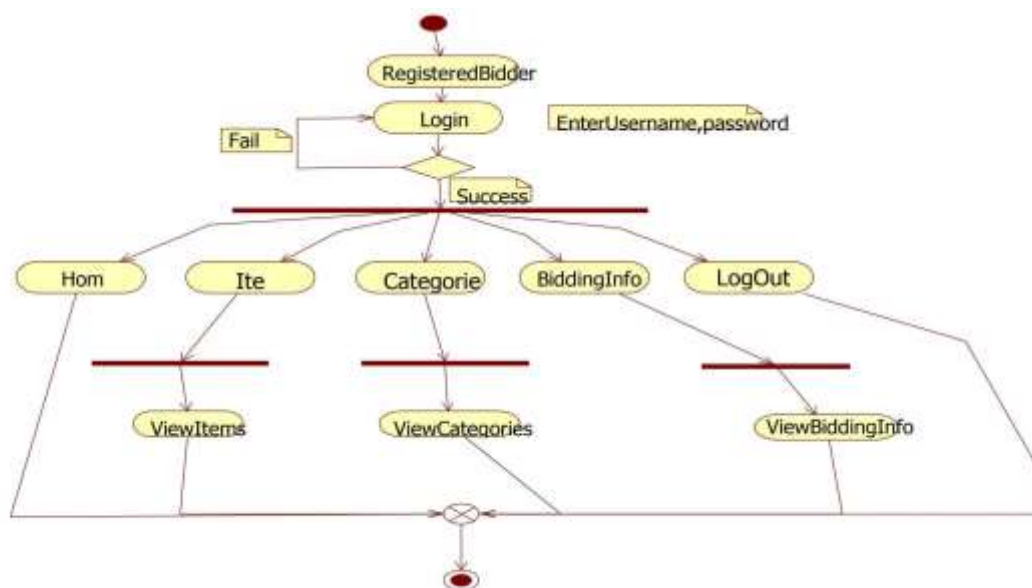 RegisteredBidder
Login
EnterUsername,password
Fail
Success
Hom
Ite
Categorie
BiddingInfo
LogOut
ViewItems
ViewCategories
ViewBiddingInfo